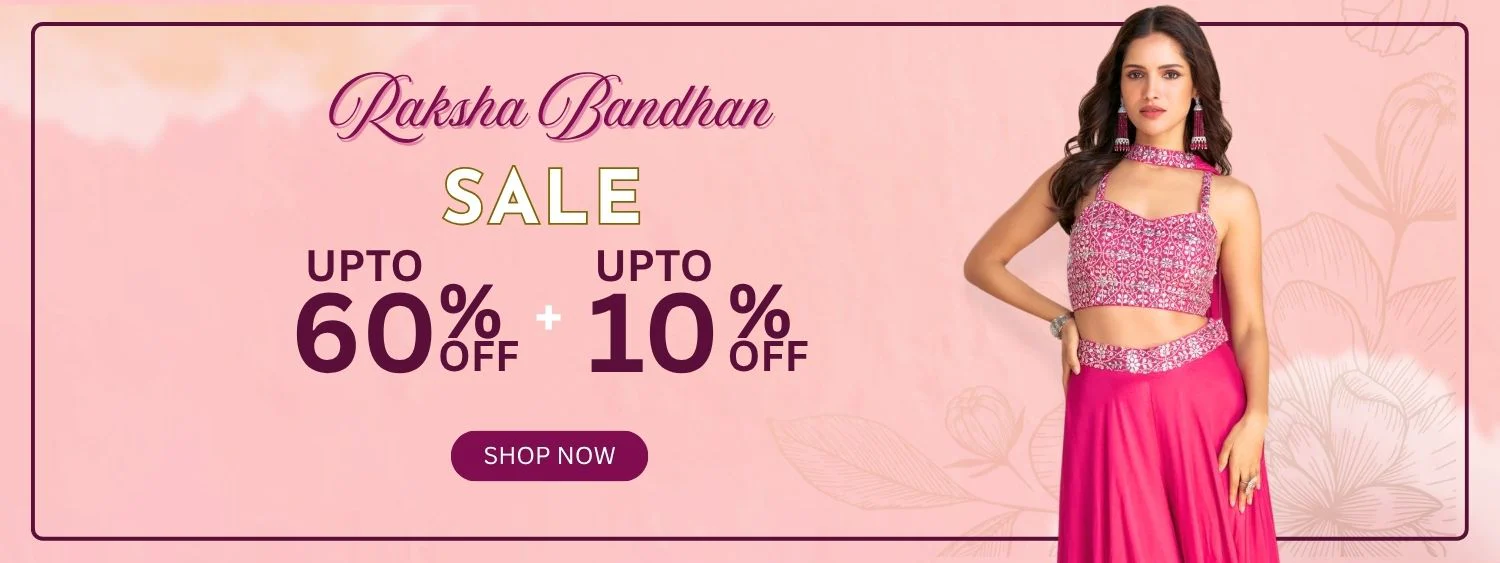 Raksha Bandhan
SALE
UPTO
60%
OFF
+
UPTO
10%
OFF
SHOP NOW